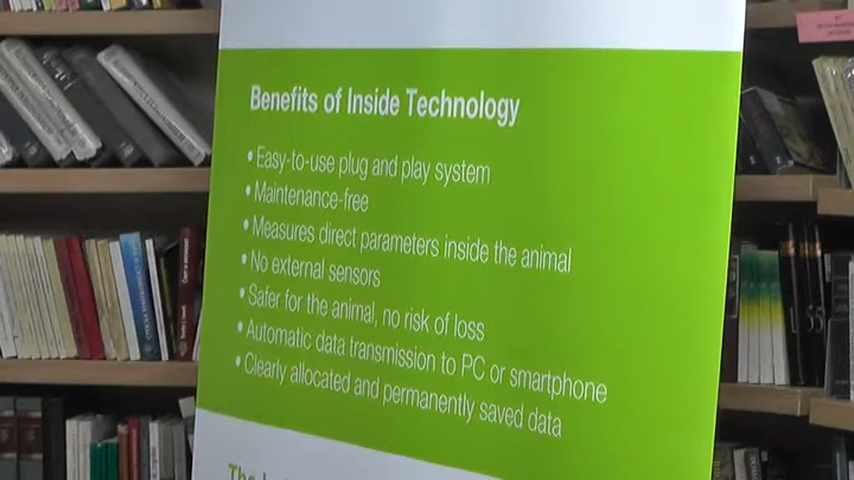 Benefits of Inside Technology
• Easy-to-use plug and play system
• Maintenance-free
• Measures direct parameters inside the animal
• No external sensors
• Safer for the animal, no risk of loss
• Automatic data transmission to PC or smartphone
• Clearly allocated and permanently saved data
The